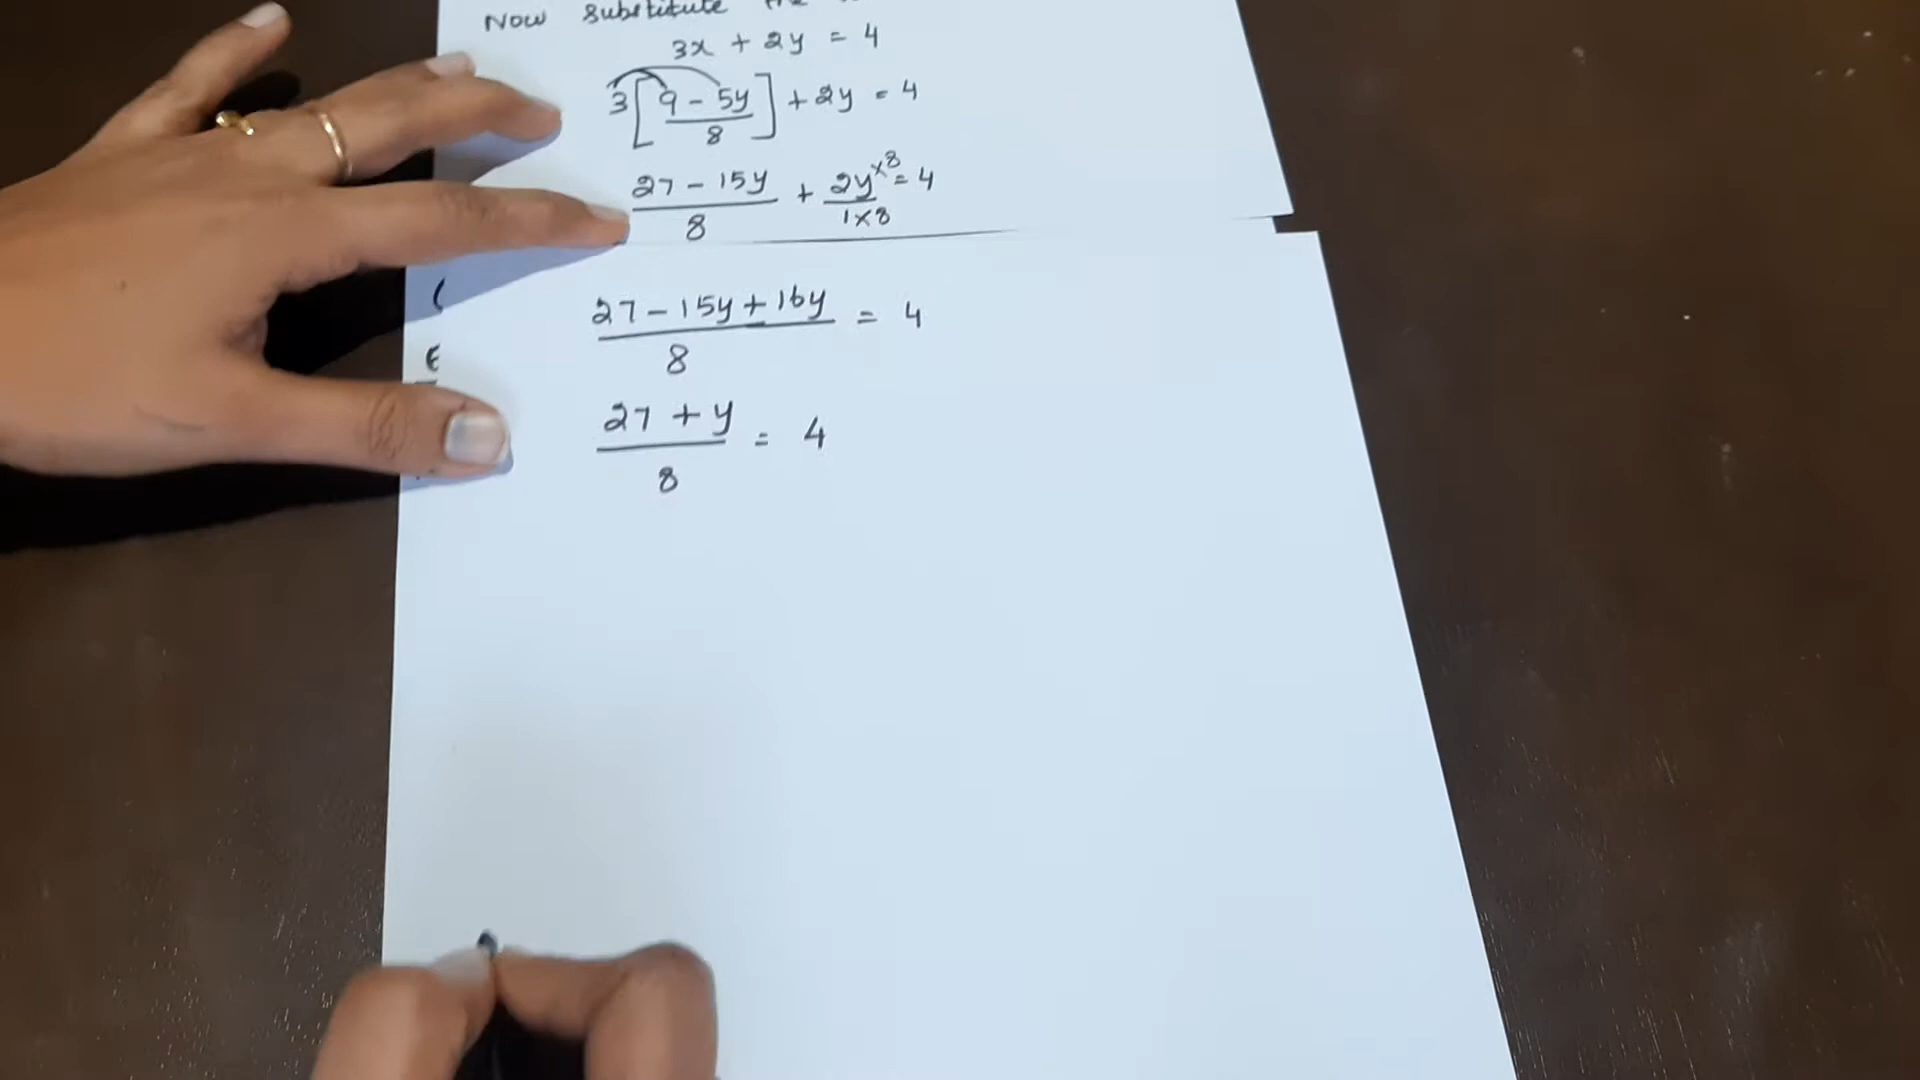 Now substitute the
3x + 2y = 4
3[9 - 5y/8] + 2y = 4
27 - 15y/8 + 2y×8/1×8 = 4
27 - 15y + 16y/8 = 4
27 + y/8 = 4